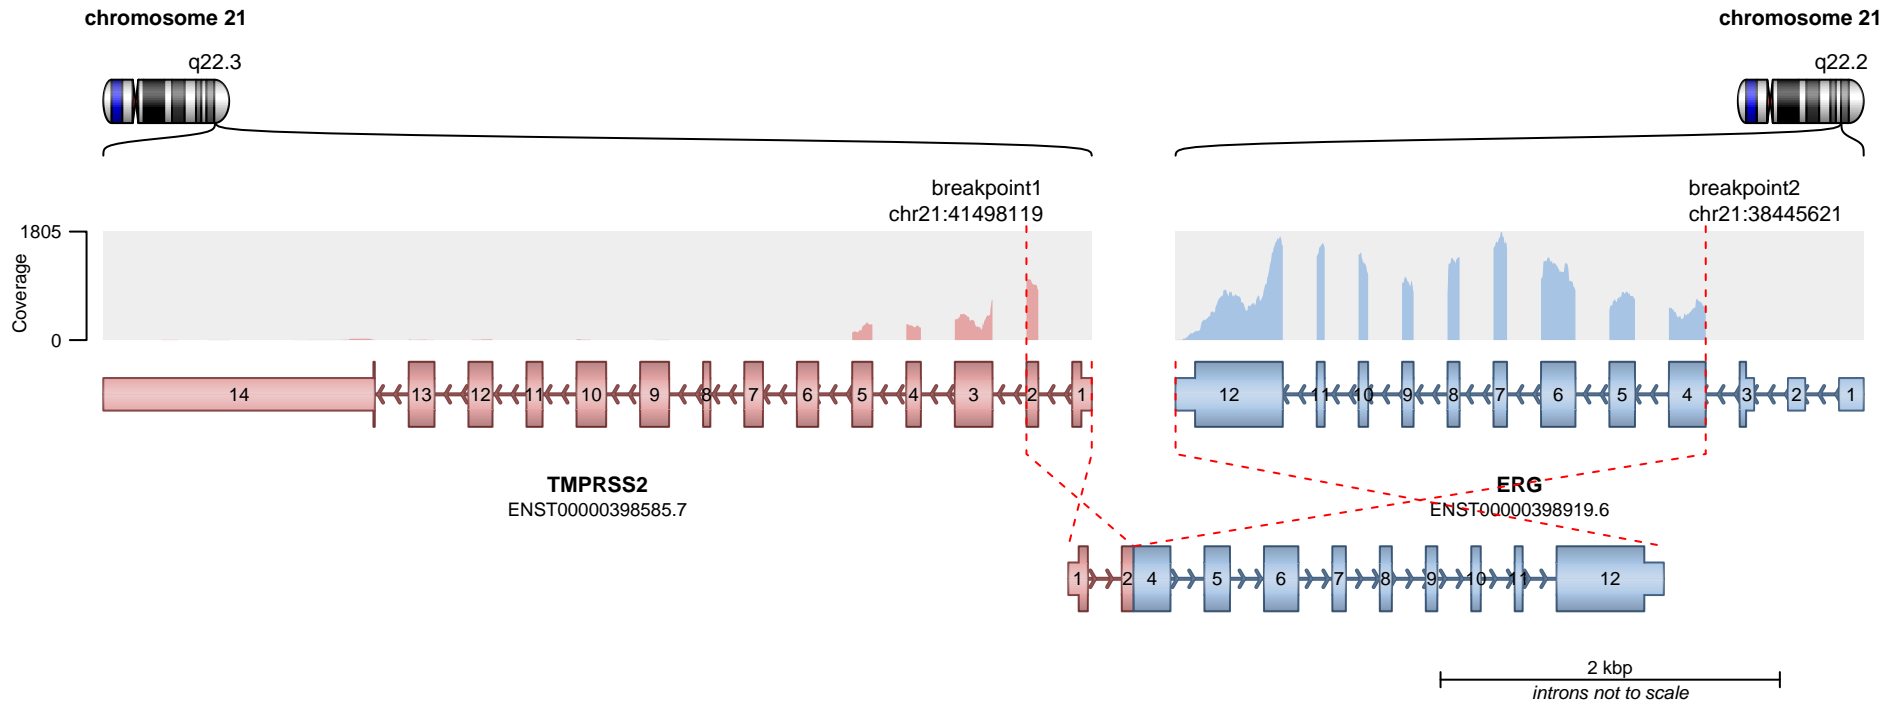 chromosome 21
chromosome 21
q22.3
q22.2
breakpoint1
chr21:41498119
breakpoint2
chr21:38445621
1805
Coverage
0
14 13 12 11 10 9 8 7 6 5 4 3 2 1
12 11 10 9 8 7 6 5 4 3 2 1
TMPRSS2
ENST00000398585.7
ERG
ENST00000398919.6
1 2 4 5 6 7 8 9 10 11 12
2 kbp
introns not to scale